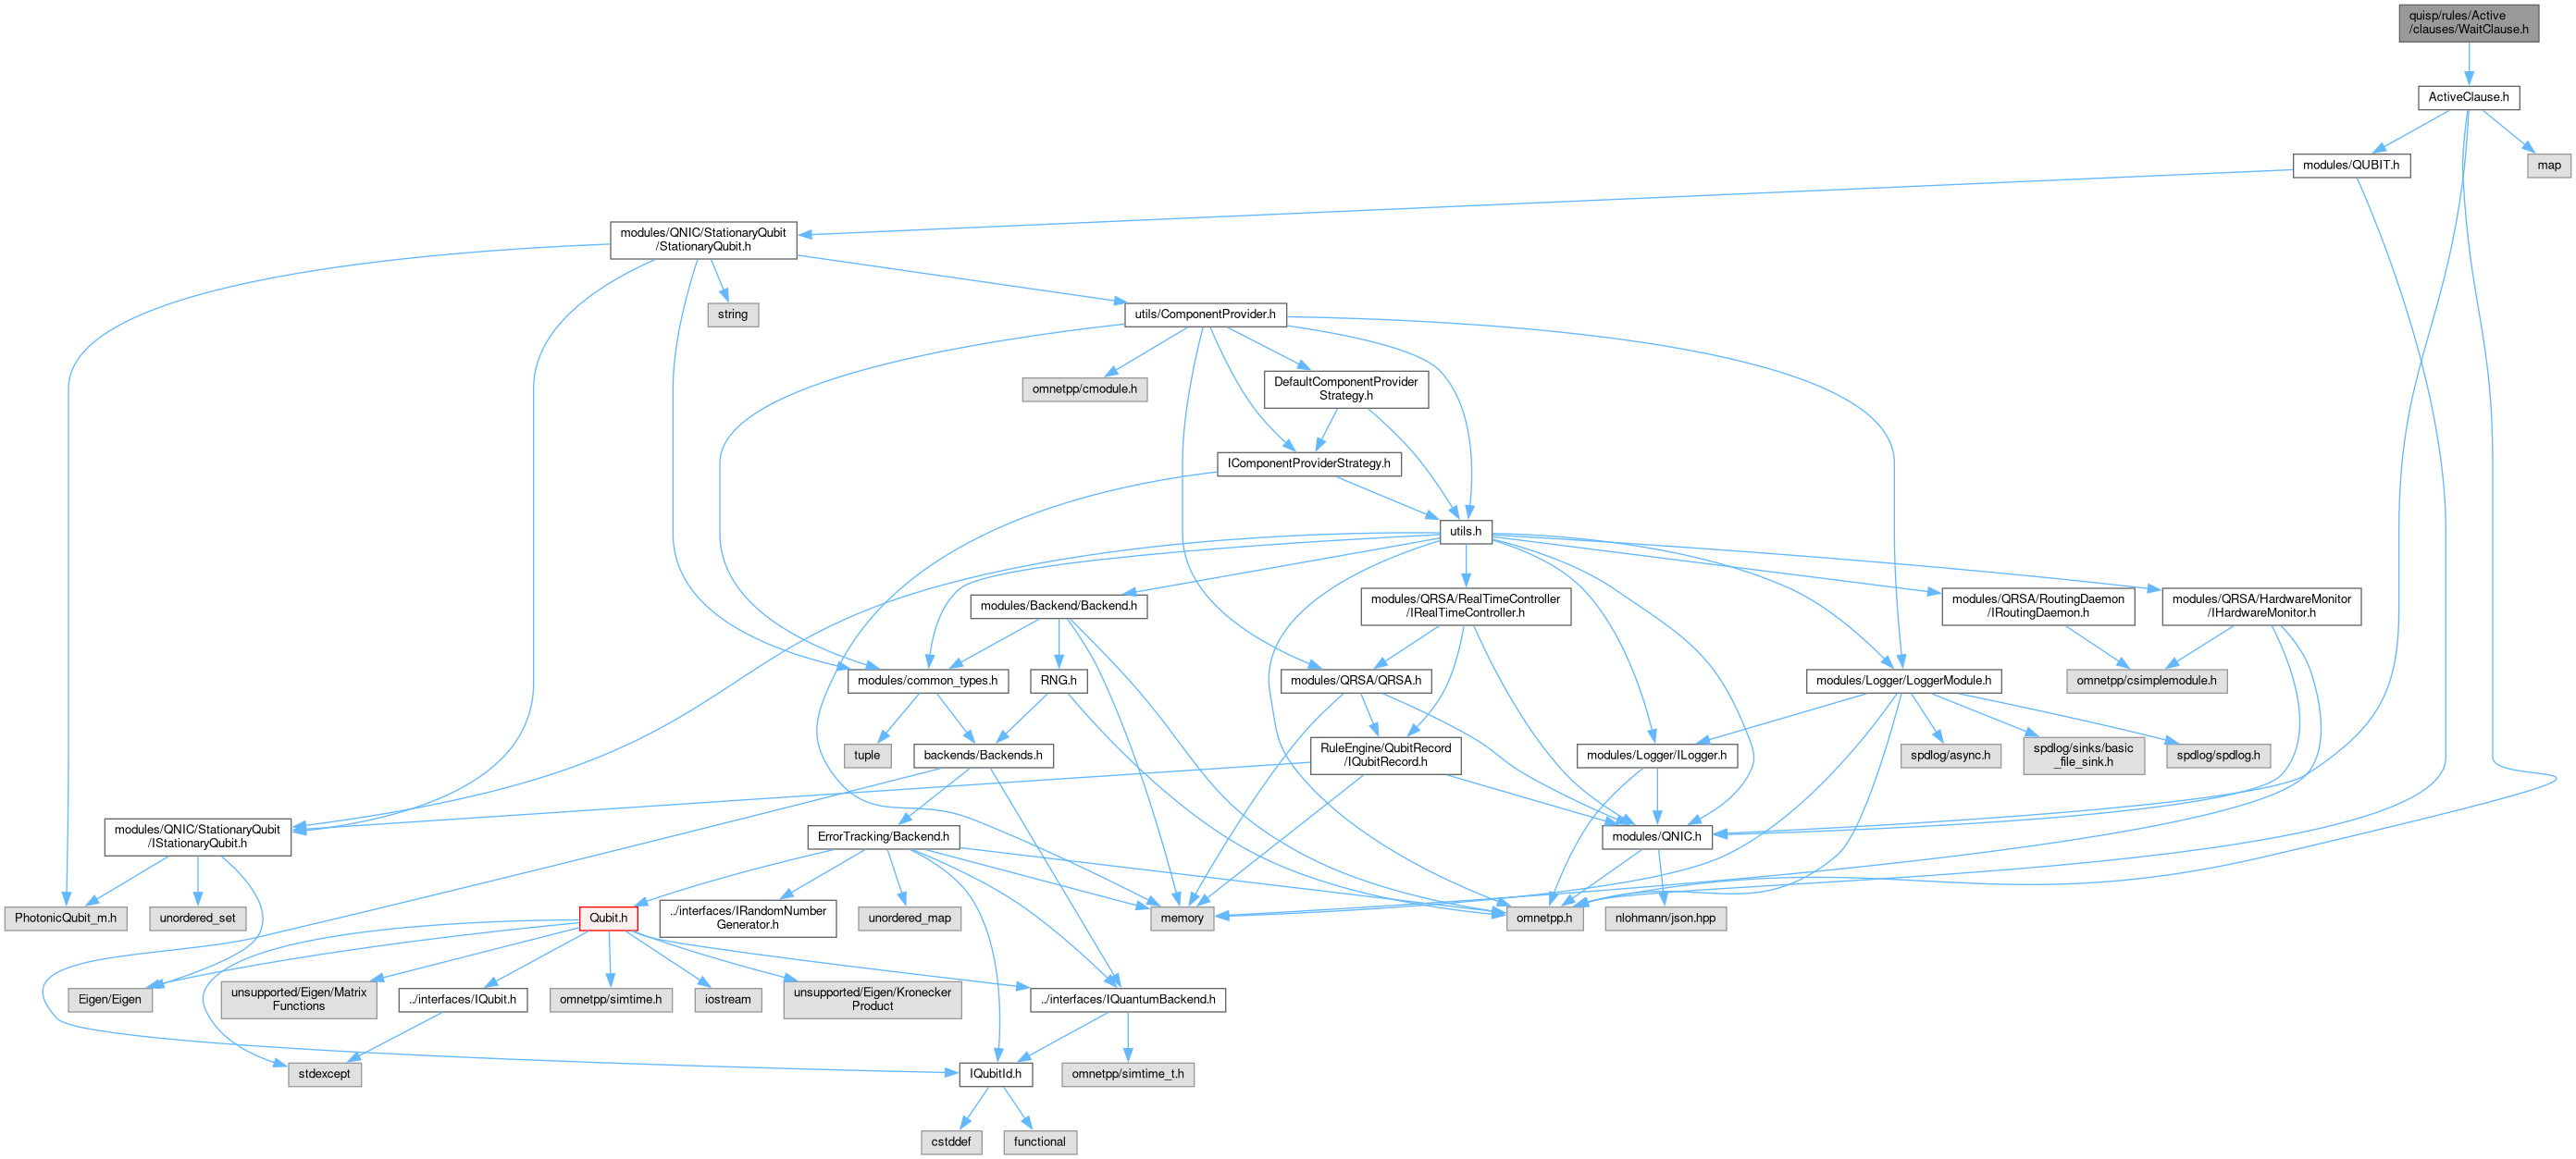 quisp/rules/Active
/clauses/WaitClause.h
ActiveClause.h
modules/QUBIT.h
map
modules/QNIC/StationaryQubit
/StationaryQubit.h
string
utils/ComponentProvider.h
omnetpp/cmodule.h
DefaultComponentProvider
Strategy.h
IComponentProviderStrategy.h
utils.h
modules/Backend/Backend.h
modules/QRSA/RealTimeController
/IRealTimeController.h
modules/QRSA/RoutingDaemon
/IRoutingDaemon.h
modules/QRSA/HardwareMonitor
/IHardwareMonitor.h
modules/common_types.h
RNG.h
modules/QRSA/QRSA.h
modules/Logger/LoggerModule.h
omnetpp/csimplemodule.h
tuple
backends/Backends.h
RuleEngine/QubitRecord
/IQubitRecord.h
modules/Logger/ILogger.h
spdlog/async.h
spdlog/sinks/basic
_file_sink.h
spdlog/spdlog.h
modules/QNIC/StationaryQubit
/IStationaryQubit.h
ErrorTracking/Backend.h
modules/QNIC.h
PhotonicQubit_m.h
unordered_set
Qubit.h
../interfaces/IRandomNumber
Generator.h
unordered_map
memory
omnetpp.h
nlohmann/json.hpp
Eigen/Eigen
unsupported/Eigen/Matrix
Functions
../interfaces/IQubit.h
omnetpp/simtime.h
iostream
unsupported/Eigen/Kronecker
Product
../interfaces/IQuantumBackend.h
stdexcept
IQubitId.h
omnetpp/simtime_t.h
cstddef
functional